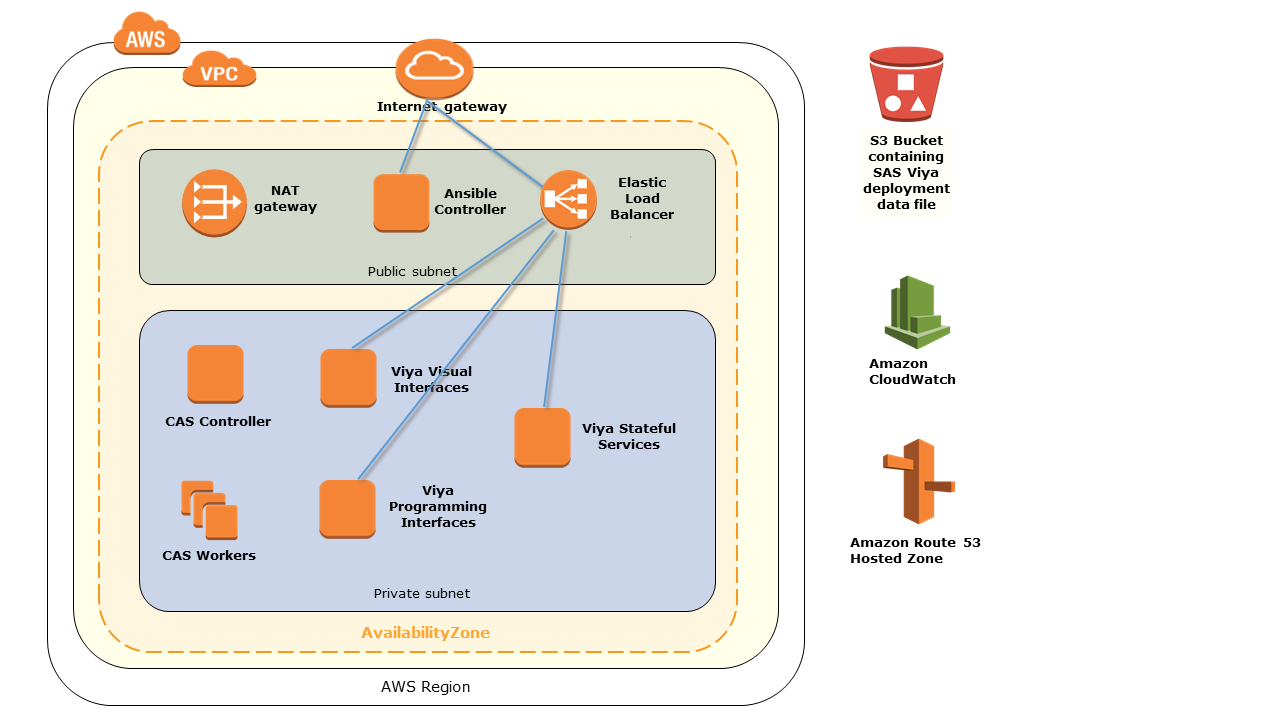 AWS
VPC
Internet gateway
NAT
gateway
Ansible
Controller
Elastic
Load
Balancer
Public subnet
CAS Controller
Viya Visual
Interfaces
Viya Stateful
Services
CAS Workers
Viya
Programming
Interfaces
Private subnet
AvailabilityZone
AWS Region
S3 Bucket
containing
SAS Viya
deployment
data file
Amazon
CloudWatch
Amazon Route 53
Hosted Zone